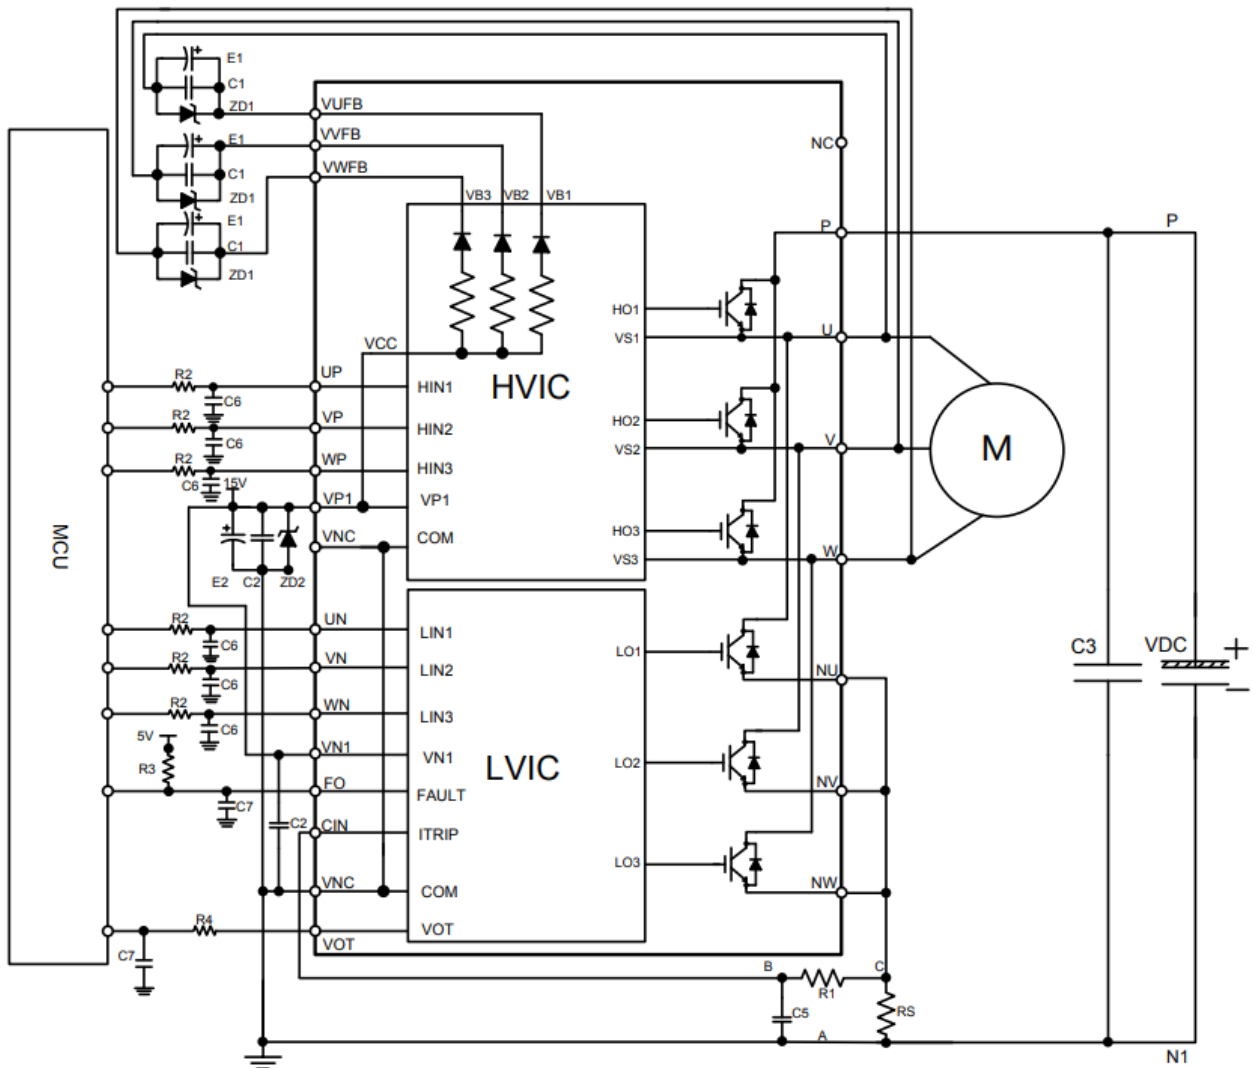 E1
C1
ZD1
VUFB
E1
VVFB
NC
C1
VWFB
ZD1
VB3
VB2
VB1
E1
P
P
C1
ZD1
HO1
VCC
VS1
U
UP
R2
HIN1
HVIC
C6
R2
VP
HIN2
HO2
C6
VS2
V
M
R2
WP
HIN3
C6
15V
VP1
VP1
MCU
VNC
COM
HO3
VS3
W
E2
C2
ZD2
R2
UN
LIN1
C6
LO1
C3
VDC
+
R2
VN
LIN2
C6
NU
−
R2
WN
LIN3
C6
5V
VN1
VN1
LVIC
R3
LO2
FO
FAULT
NV
C7
C2
CIN
ITRIP
LO3
VNC
COM
NW
R4
VOT
VOT
C7
B
C
R1
C5
RS
A
N1